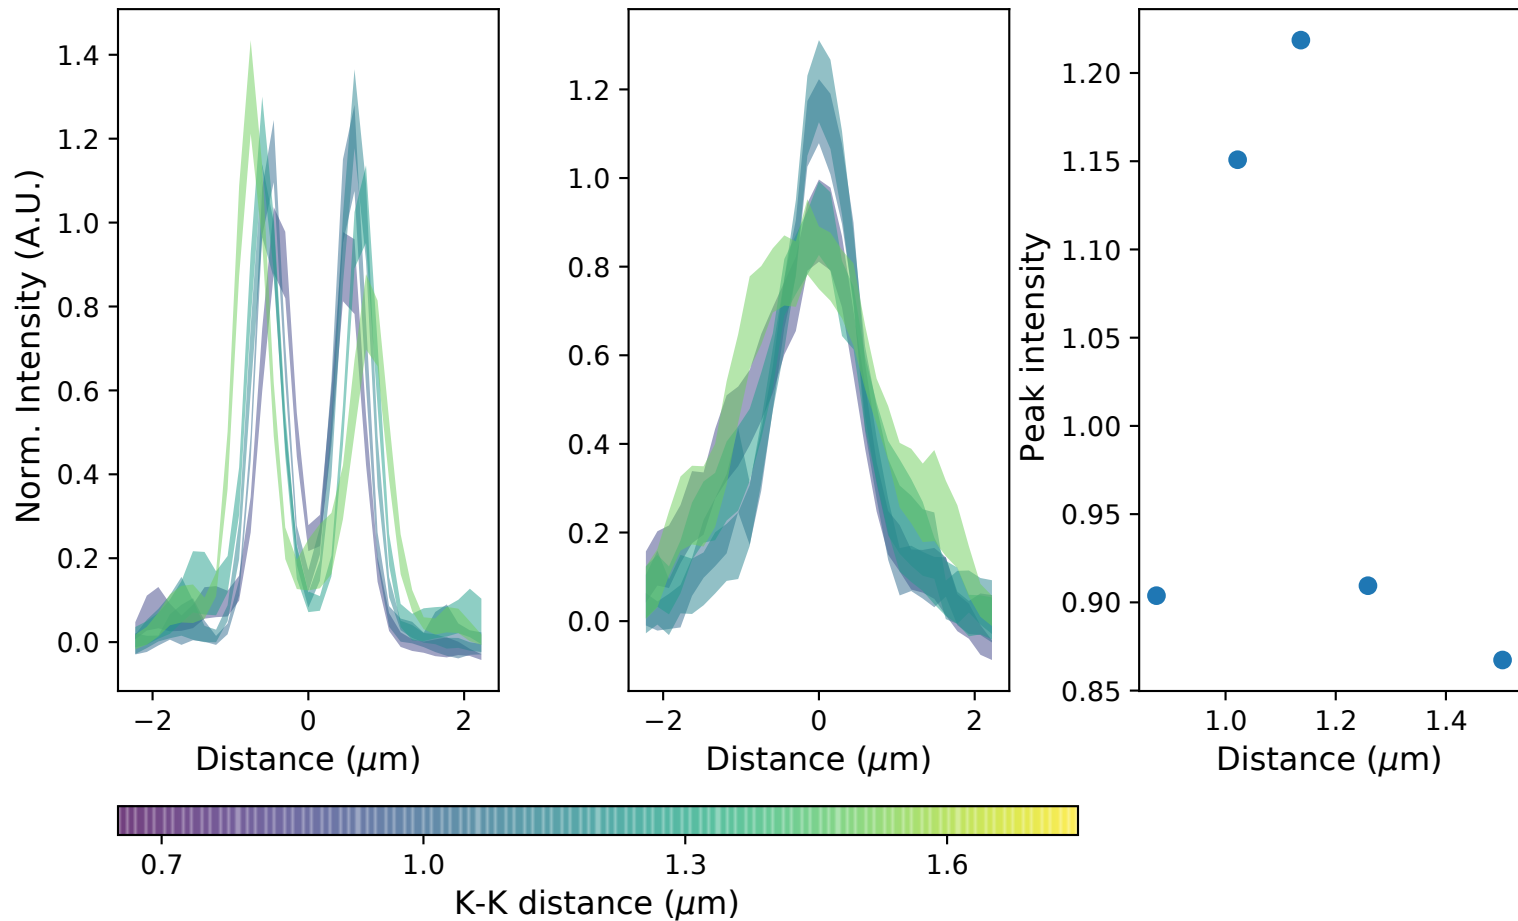 1.4
1.2
1.0
0.8
0.6
0.4
0.2
0.0
Norm. Intensity (A.U.)
−2 0 2
Distance (μm)
1.2
1.0
0.8
0.6
0.4
0.2
0.0
−2 0 2
Distance (μm)
1.20
1.15
1.10
1.05
1.00
0.95
0.90
0.85
Peak intensity
1.0 1.2 1.4
Distance (μm)
0.7 1.0 1.3 1.6
K-K distance (μm)